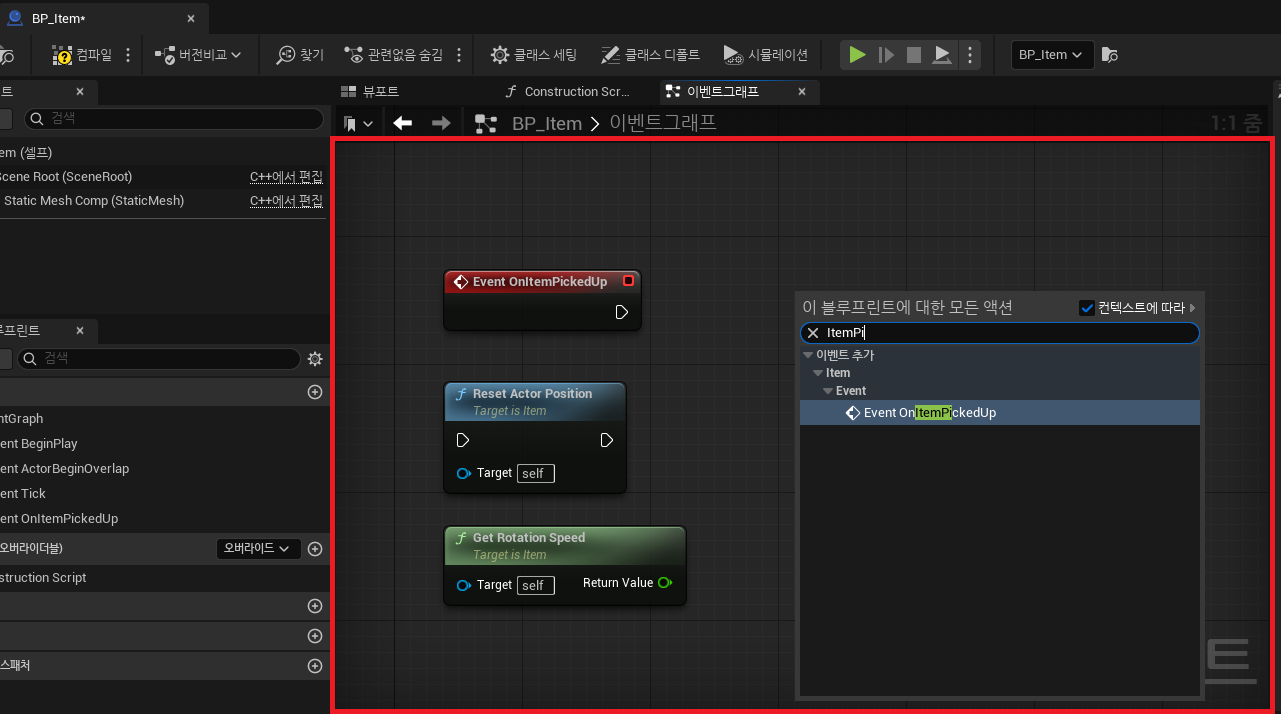 BP_Item*
컴파일
버전비교
찾기
관련없음 숨김
클래스 세팅
클래스 디폴트
시뮬레이션
BP_Item
트
뷰포트
Construction Scr...
이벤트그래프
검색
BP_Item > 이벤트그래프
1:1 줌
em (셀프)
Scene Root (SceneRoot) C++에서 편집
Static Mesh Comp (StaticMesh) C++에서 편집
루프린트
검색
ntGraph
ent BeginPlay
ent ActorBeginOverlap
ent Tick
ent OnItemPickedUp
오버라이더블)
오버라이드
struction Script
스패처
Event OnItemPickedUp
Reset Actor Position
Target is Item
Target self
Get Rotation Speed
Target is Item
Target self
Return Value
이 블루프린트에 대한 모든 액션
컨텍스트에 따라
ItemPi
이벤트 추가
Item
Event
Event OnItemPickedUp